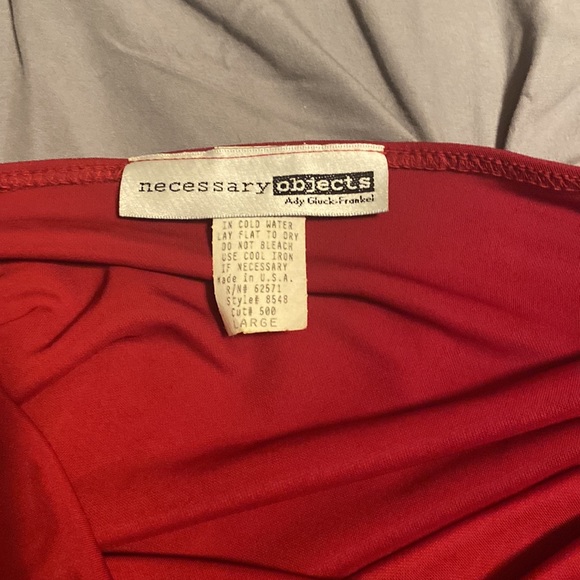 necessary objects
Ady Gluck-Frankel
IN COLD WATER
LAY FLAT TO DRY
DO NOT BLEACH
USE COOL IRON
IF NECESSARY
Made In U.S.A.
R/N# 62571
Style# 8548
Cut# 500
LARGE